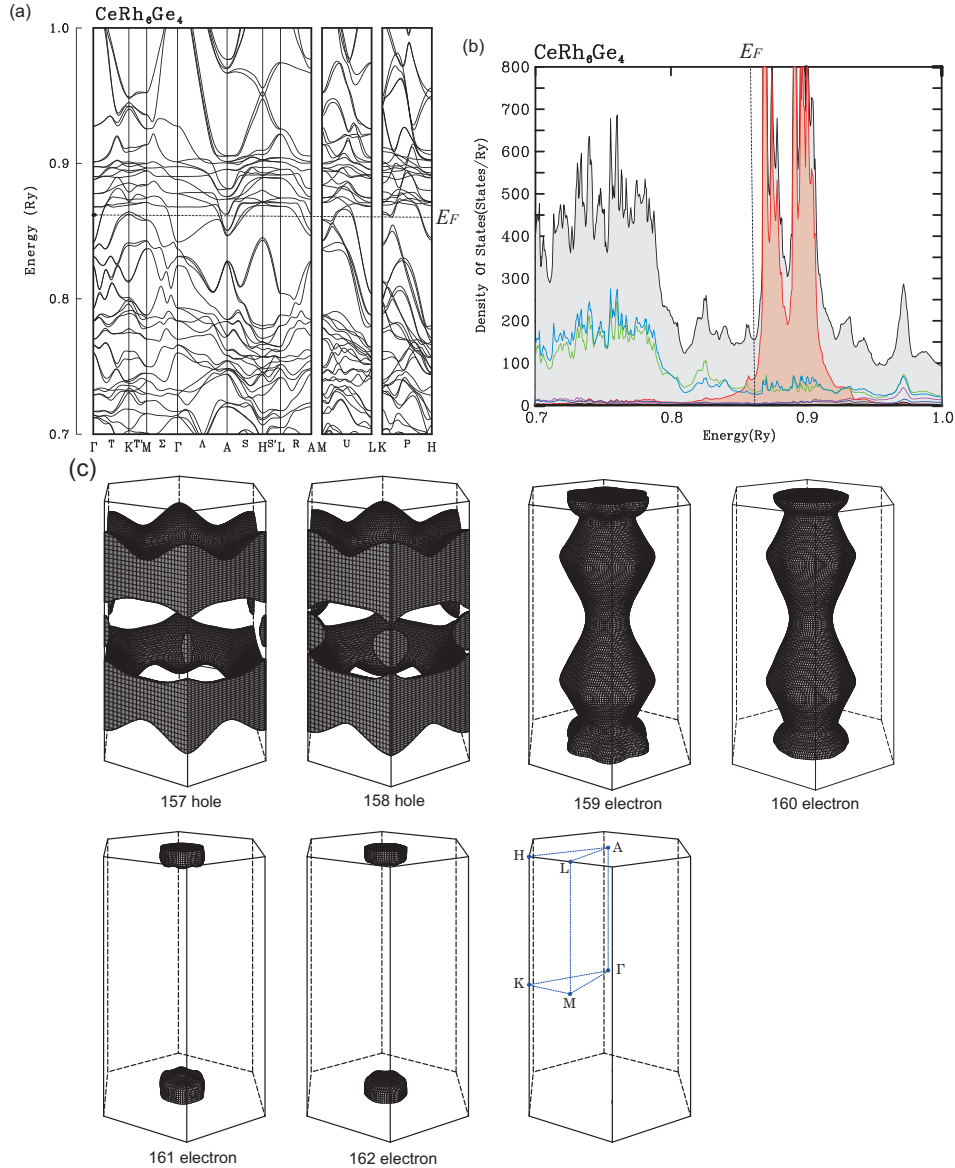 (a)
CeRh₆Ge₄
1.0
0.9
0.8
0.7
Energy (Ry)
E_F
Γ T K T' M Σ Γ Λ A S H S' L R A M U L K P H
(b)
CeRh₆Ge₄
E_F
800
700
600
500
400
300
200
100
0
Density Of States(States/Ry)
0.7 0.8 0.9 1.0
Energy(Ry)
(c)
157 hole
158 hole
159 electron
160 electron
161 electron
162 electron
A
H
L
Γ
K
M